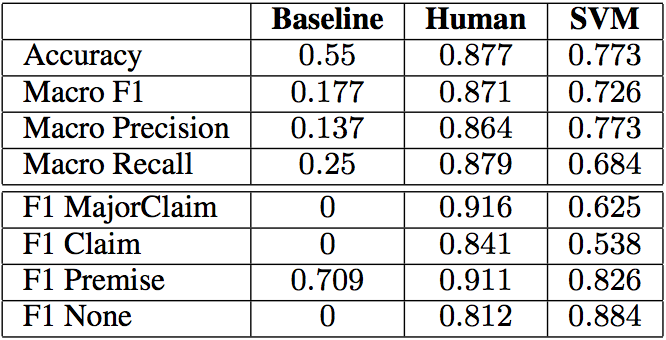 Baseline Human SVM
Accuracy 0.55 0.877 0.773
Macro F1 0.177 0.871 0.726
Macro Precision 0.137 0.864 0.773
Macro Recall 0.25 0.879 0.684
F1 MajorClaim 0 0.916 0.625
F1 Claim 0 0.841 0.538
F1 Premise 0.709 0.911 0.826
F1 None 0 0.812 0.884